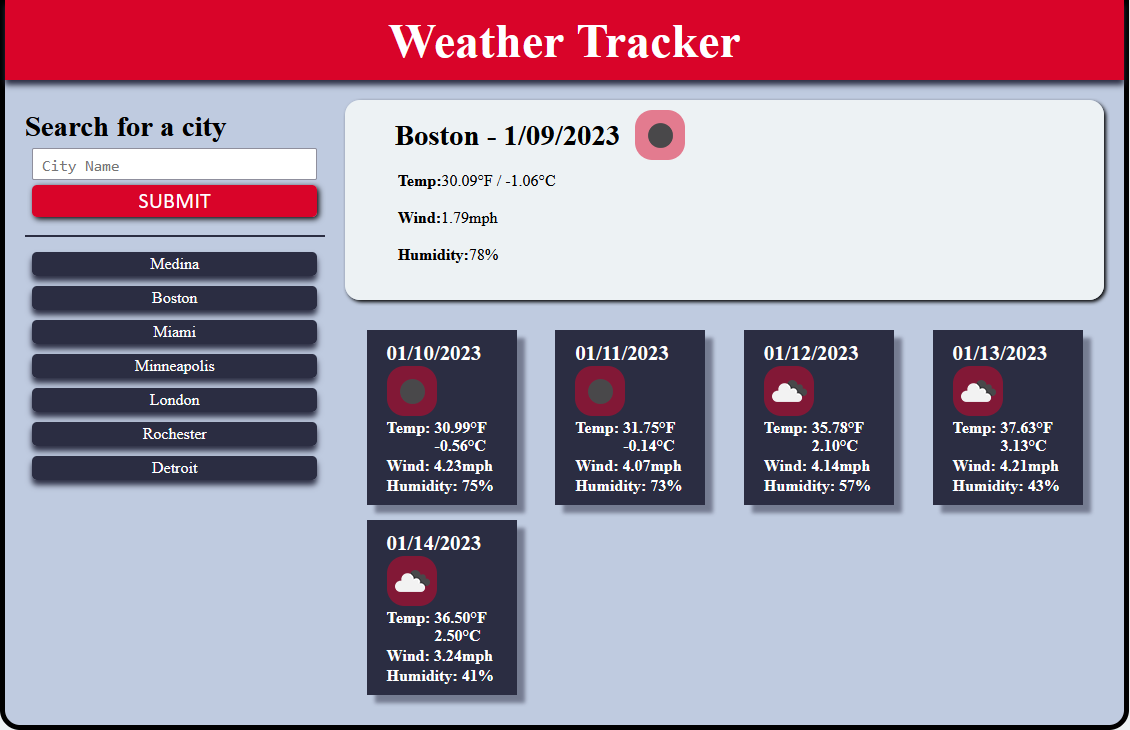 Weather Tracker
Search for a city
City Name
SUBMIT
Medina
Boston
Miami
Minneapolis
London
Rochester
Detroit
Boston - 1/09/2023
Temp:30.09°F / -1.06°C
Wind:1.79mph
Humidity:78%
01/10/2023
Temp: 30.99°F
-0.56°C
Wind: 4.23mph
Humidity: 75%
01/11/2023
Temp: 31.75°F
-0.14°C
Wind: 4.07mph
Humidity: 73%
01/12/2023
Temp: 35.78°F
2.10°C
Wind: 4.14mph
Humidity: 57%
01/13/2023
Temp: 37.63°F
3.13°C
Wind: 4.21mph
Humidity: 43%
01/14/2023
Temp: 36.50°F
2.50°C
Wind: 3.24mph
Humidity: 41%